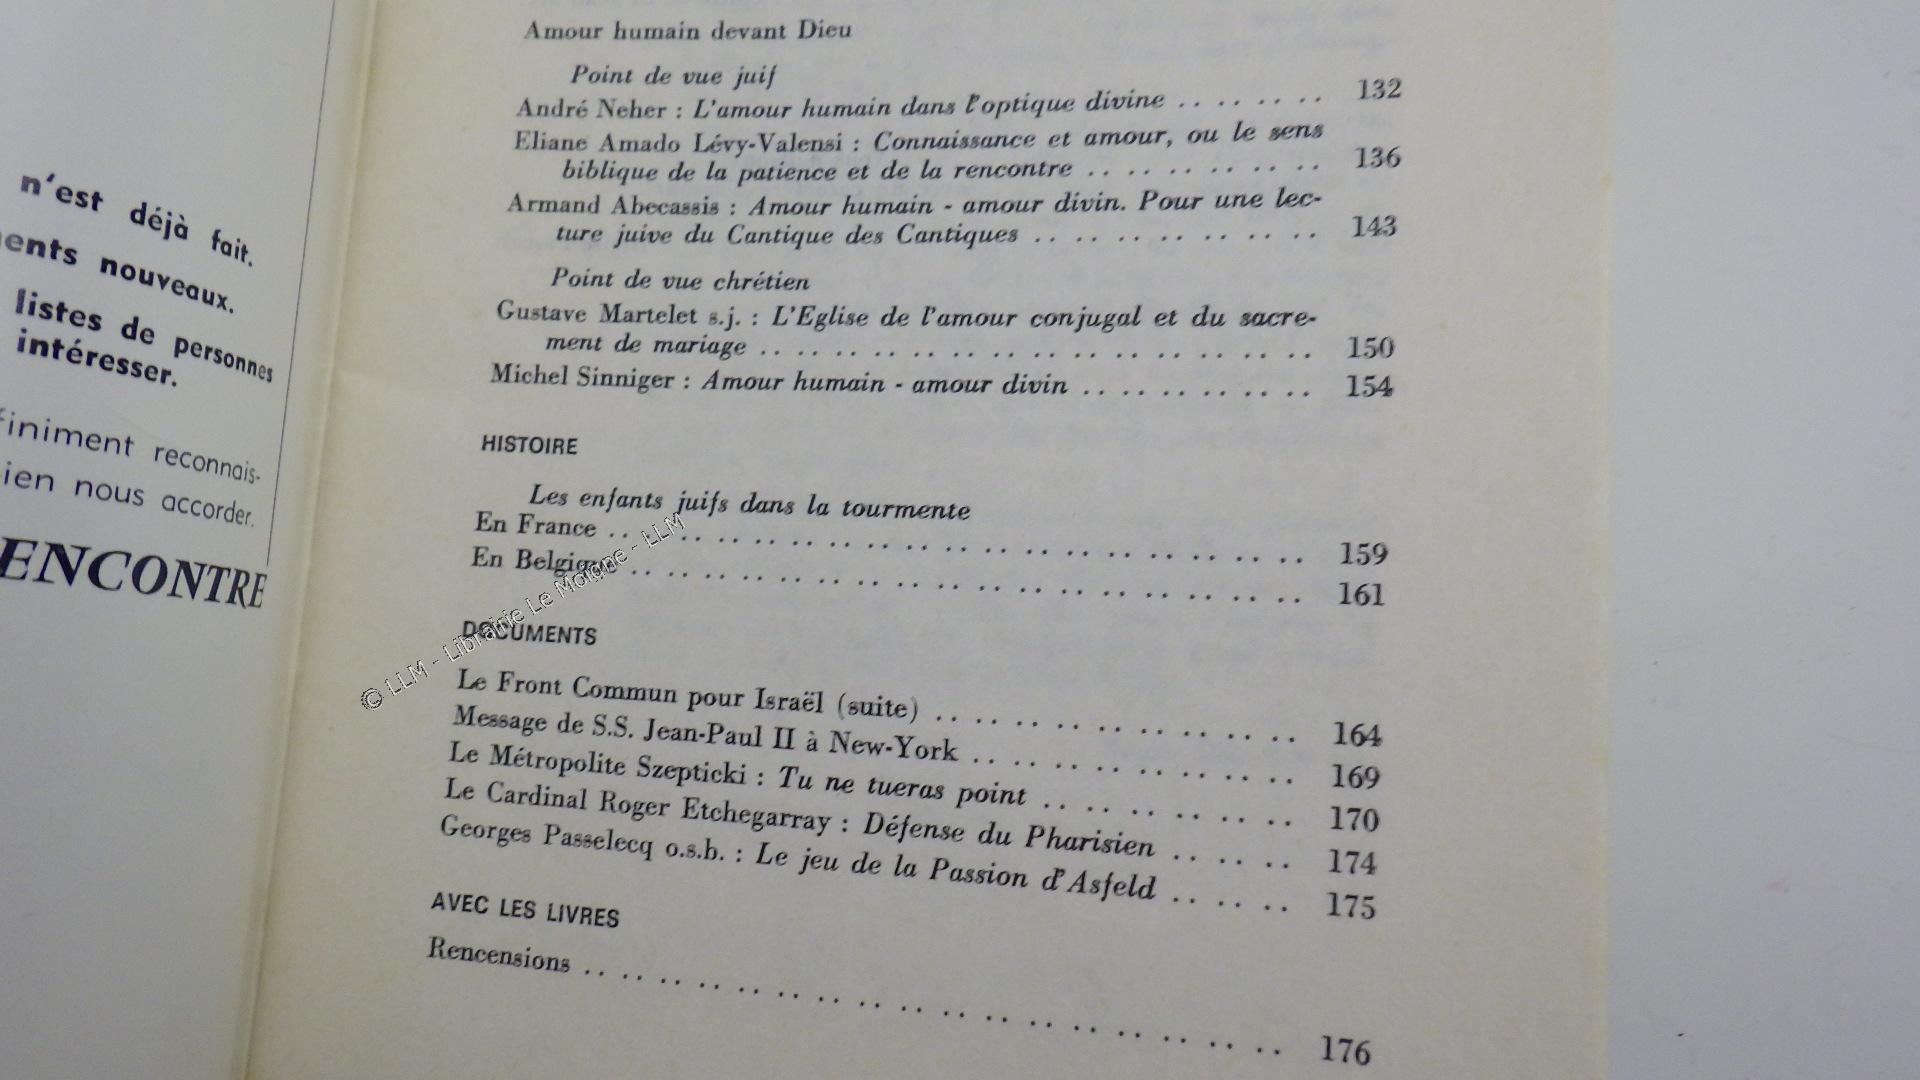 n'est déjà fait.
nouveaux.
listes de personnes
intéresser.
reconnais-
nous accorder.
ENCONTRE
Amour humain devant Dieu
Point de vue juif
André Neher : L'amour humain dans l'optique divine . . . . . . . . 132
Eliane Amado Lévy-Valensi : Connaissance et amour, ou le sens
biblique de la patience et de la rencontre . . . . . . . . . . . . 136
Armand Abecassis : Amour humain - amour divin. Pour une lec-
ture juive du Cantique des Cantiques . . . . . . . . . . . . . . 143
Point de vue chrétien
Gustave Martelet s.j. : L'Eglise de l'amour conjugal et du sacre-
ment de mariage . . . . . . . . . . . . . . . . . . . . . . . . . . . . 150
Michel Sinniger : Amour humain - amour divin . . . . . . . . . . . . 154
HISTOIRE
Les enfants juifs dans la tourmente
En France . . . . . . . . . . . . . . . . . . . . . . . . . . . . . . . . . . 159
En Belgique . . . . . . . . . . . . . . . . . . . . . . . . . . . . . . . . . . 161
DOCUMENTS
Le Front Commun pour Israël (suite) . . . . . . . . . . . . . . . . . . 164
Message de S.S. Jean-Paul II à New-York . . . . . . . . . . . . . . . . 169
Le Métropolite Szepticki : Tu ne tueras point . . . . . . . . . . . . 170
Le Cardinal Roger Etchegarray : Défense du Pharisien . . . . . . 174
Georges Passelecq o.s.b. : Le jeu de la Passion d'Asfeld . . . . . . 175
AVEC LES LIVRES
Rencensions . . . . . . . . . . . . . . . . . . . . . . . . . . . . . . . . . . 176
© LLM - Librairie Le Moigne - LLM